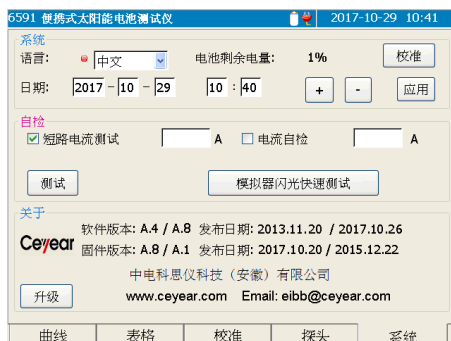 6591 便携式太阳能电池测试仪 2017-10-29 10:41
系统
语言: 中文 电池剩余电量: 1% 校准
日期: 2017 - 10 - 29 10 : 40 + - 应用
自检
短路电流测试 A 电流自检 A
测试 模拟器闪光快速测试
关于
Ceyear 软件版本: A.4 / A.8 发布日期: 2013.11.20 / 2017.10.26
固件版本: A.8 / A.1 发布日期: 2017.10.20 / 2015.12.22
中电科思仪科技（安徽）有限公司
升级 www.ceyear.com Email: eibb@ceyear.com
曲线 表格 校准 探头 系统